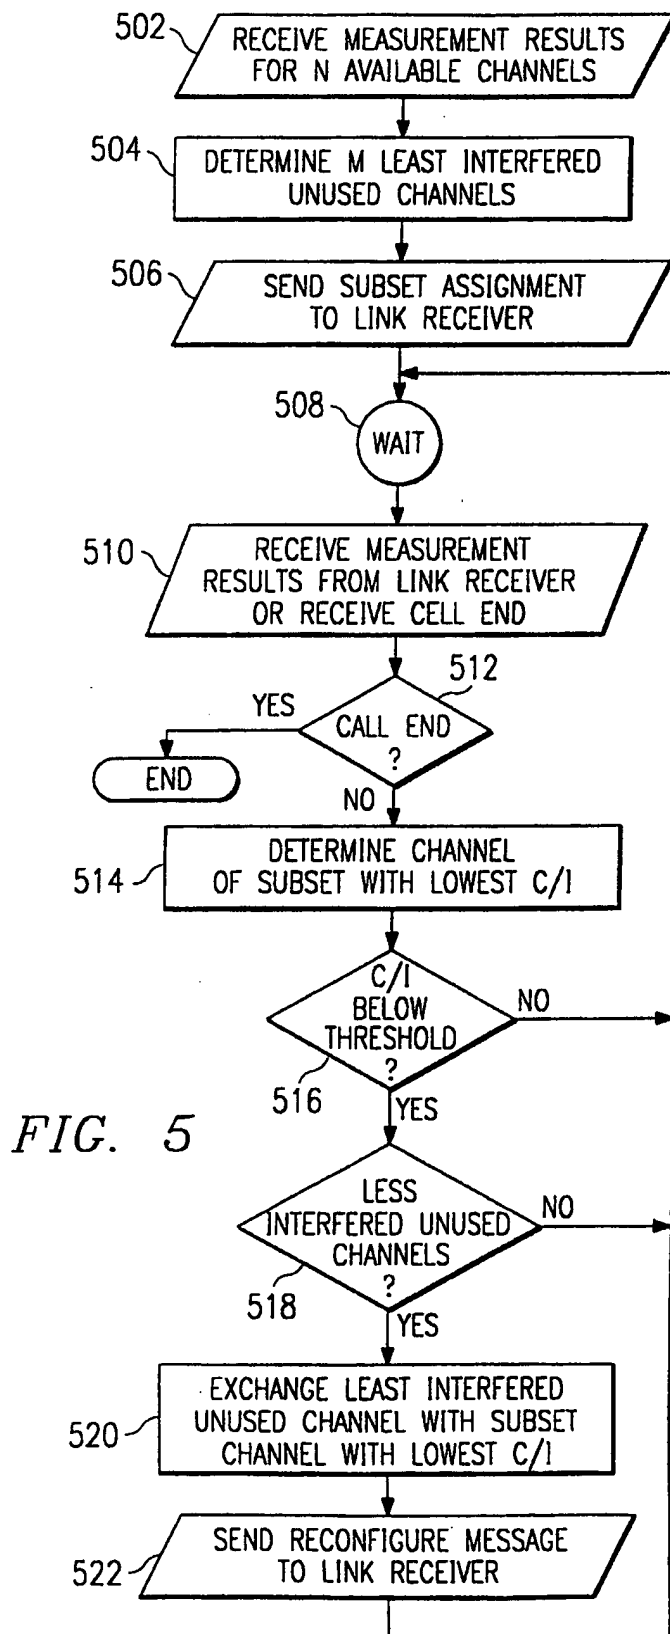 502
RECEIVE MEASUREMENT RESULTS
FOR N AVAILABLE CHANNELS
504
DETERMINE M LEAST INTERFERED
UNUSED CHANNELS
506
SEND SUBSET ASSIGNMENT
TO LINK RECEIVER
508
WAIT
510
RECEIVE MEASUREMENT
RESULTS FROM LINK RECEIVER
OR RECEIVE CELL END
512
YES
CALL END
?
END
NO
514
DETERMINE CHANNEL
OF SUBSET WITH LOWEST C/I
C/I
BELOW
THRESHOLD
?
NO
516
YES
FIG. 5
LESS
INTERFERED UNUSED
CHANNELS
?
NO
518
YES
520
EXCHANGE LEAST INTERFERED
UNUSED CHANNEL WITH SUBSET
CHANNEL WITH LOWEST C/I
522
SEND RECONFIGURE MESSAGE
TO LINK RECEIVER